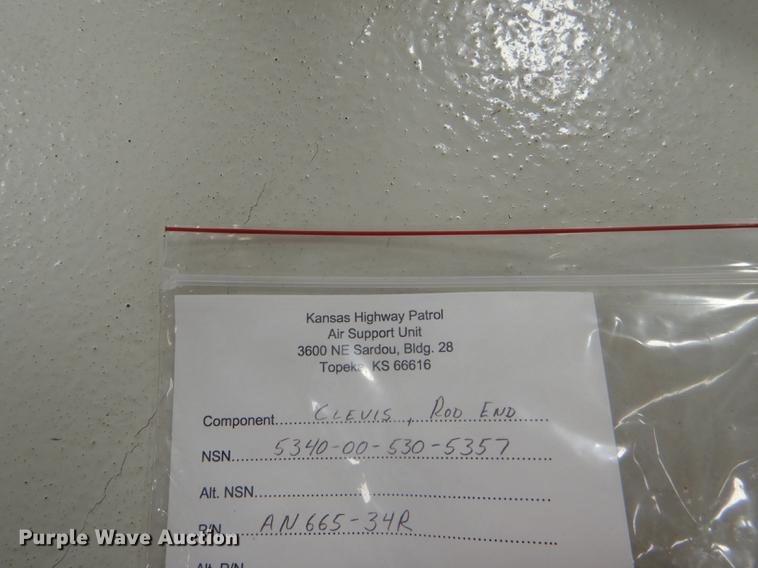 Kansas Highway Patrol
Air Support Unit
3600 NE Sardou, Bldg. 28
Topeka, KS 66616
Component.... CLEVIS, ROD END
NSN.... 5340-00-530-5357
Alt. NSN....
P/N.... AN665-34R
Alt. P/N
Purple Wave Auction